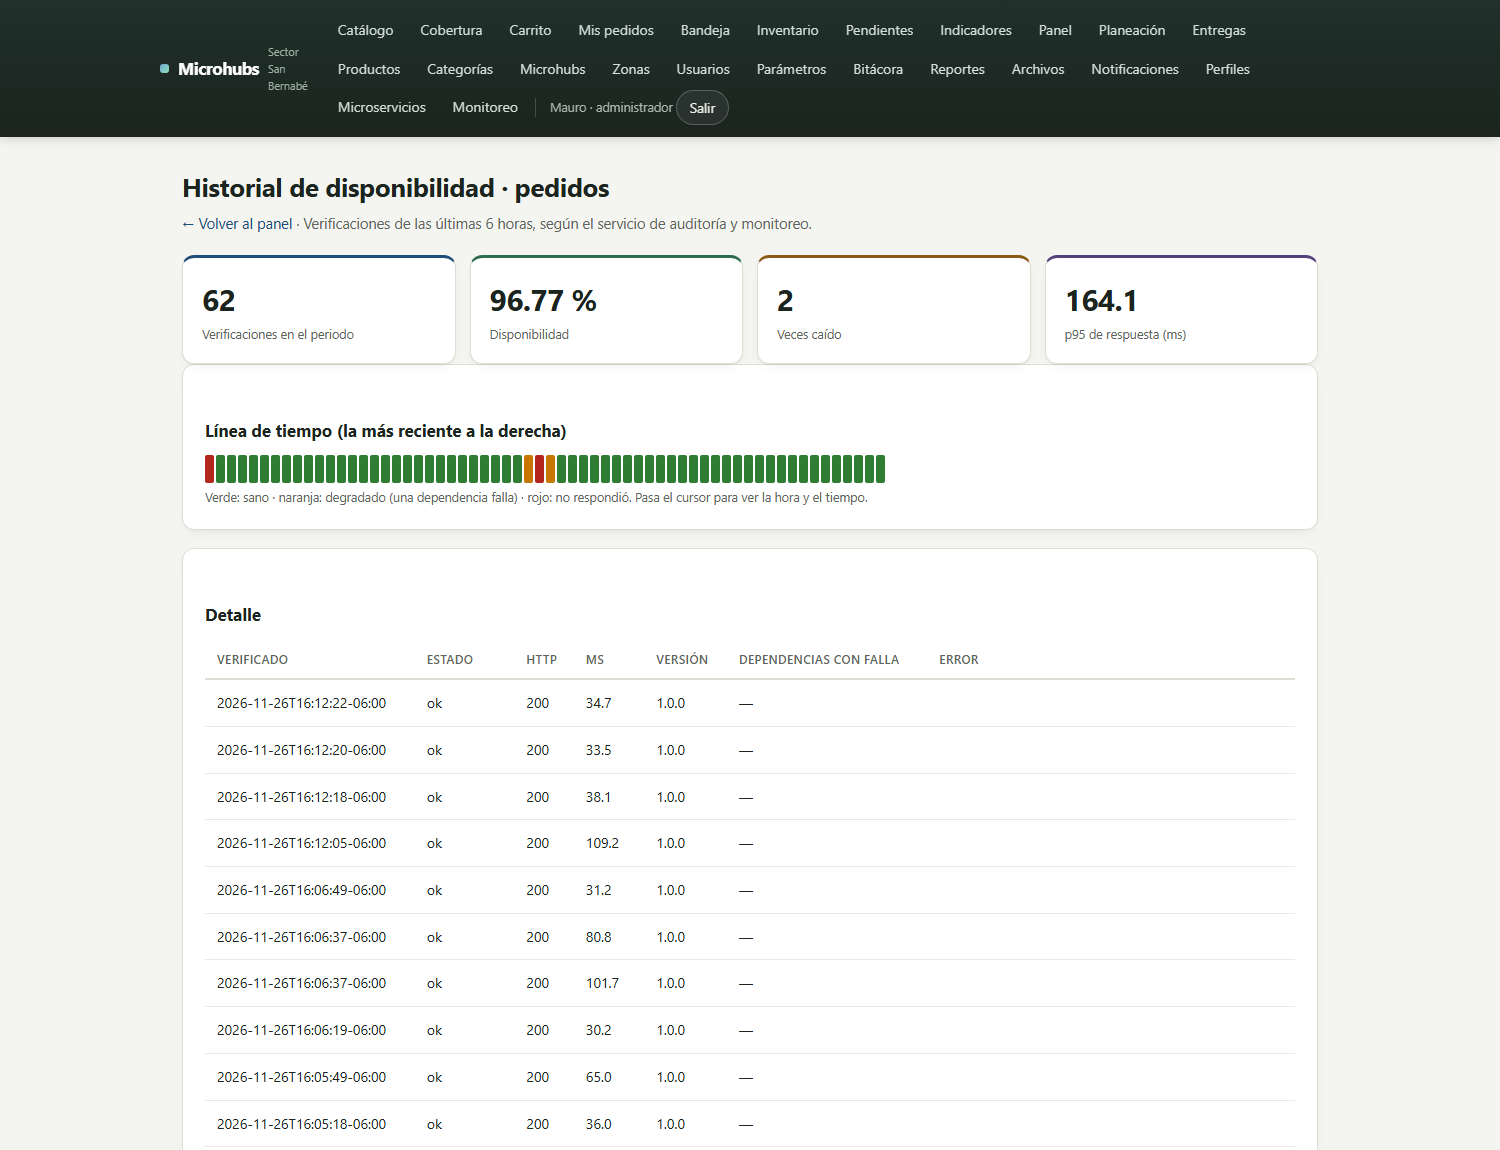 Microhubs
Sector
San
Bernabé
Catálogo Cobertura Carrito Mis pedidos Bandeja Inventario Pendientes Indicadores Panel Planeación Entregas
Productos Categorías Microhubs Zonas Usuarios Parámetros Bitácora Reportes Archivos Notificaciones Perfiles
Microservicios Monitoreo Mauro · administrador Salir
Historial de disponibilidad · pedidos
← Volver al panel · Verificaciones de las últimas 6 horas, según el servicio de auditoría y monitoreo.
62
Verificaciones en el periodo
96.77 %
Disponibilidad
2
Veces caído
164.1
p95 de respuesta (ms)
Línea de tiempo (la más reciente a la derecha)
Verde: sano · naranja: degradado (una dependencia falla) · rojo: no respondió. Pasa el cursor para ver la hora y el tiempo.
Detalle
VERIFICADO ESTADO HTTP MS VERSIÓN DEPENDENCIAS CON FALLA ERROR
2026-11-26T16:12:22-06:00 ok 200 34.7 1.0.0 —
2026-11-26T16:12:20-06:00 ok 200 33.5 1.0.0 —
2026-11-26T16:12:18-06:00 ok 200 38.1 1.0.0 —
2026-11-26T16:12:05-06:00 ok 200 109.2 1.0.0 —
2026-11-26T16:06:49-06:00 ok 200 31.2 1.0.0 —
2026-11-26T16:06:37-06:00 ok 200 80.8 1.0.0 —
2026-11-26T16:06:37-06:00 ok 200 101.7 1.0.0 —
2026-11-26T16:06:19-06:00 ok 200 30.2 1.0.0 —
2026-11-26T16:05:49-06:00 ok 200 65.0 1.0.0 —
2026-11-26T16:05:18-06:00 ok 200 36.0 1.0.0 —